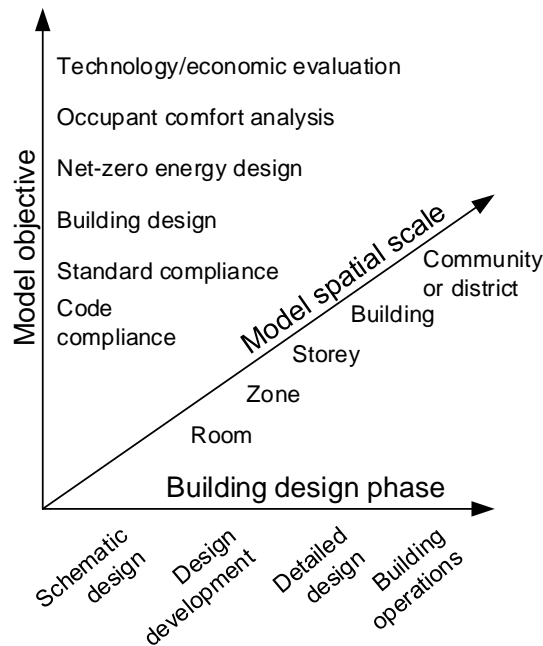 Technology/economic evaluation
Occupant comfort analysis
Net-zero energy design
Building design
Standard compliance
Code
compliance
Model objective
Model spatial scale
Community
or district
Building
Storey
Zone
Room
Building design phase
Schematic
design
Design
development
Detailed
design
Building
operations